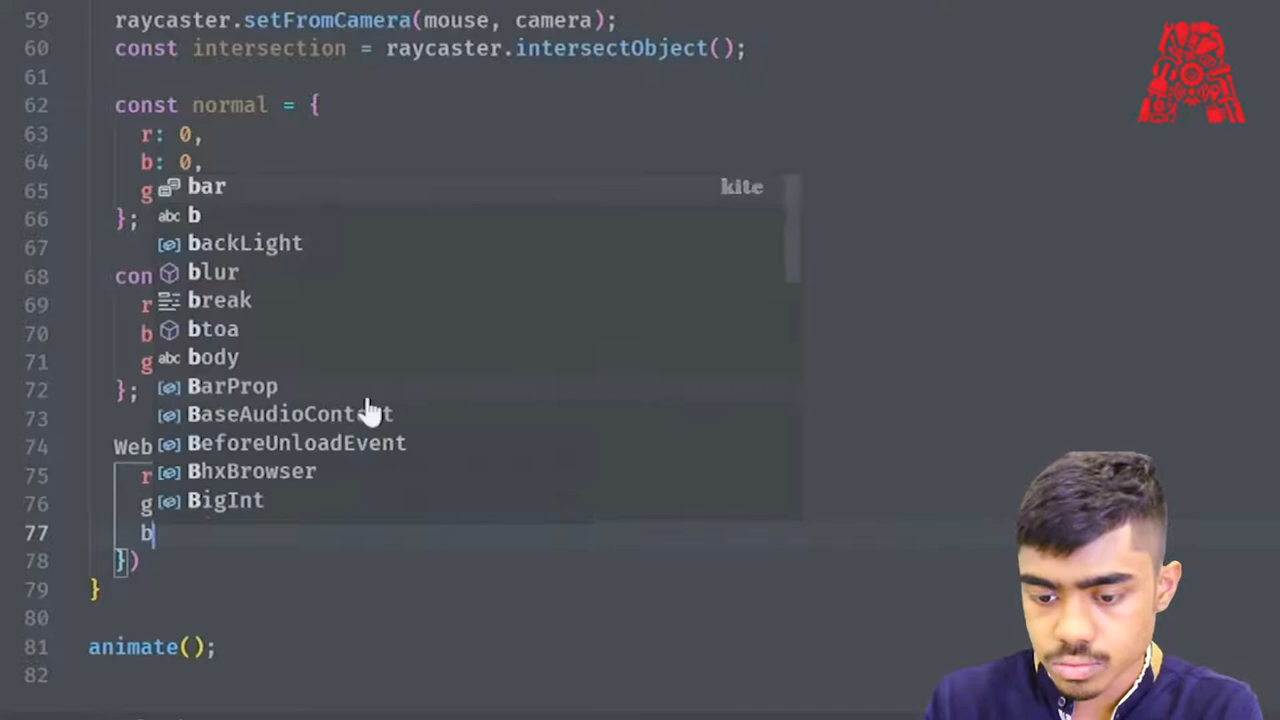 59 raycaster.setFromCamera(mouse, camera);
60 const intersection = raycaster.intersectObject();
61
62 const normal = {
63 r: 0,
64 b: 0,
bar kite
65 g
b
66 };
backLight
67
blur
68 con
break
69 r
btoa
70 b
body
71 g
BarProp
72 };
BaseAudioContext
73
BeforeUnloadEvent
74 Web
BhxBrowser
75 r
BigInt
76 g
77 b
78 })
79 }
80
81 animate();
82